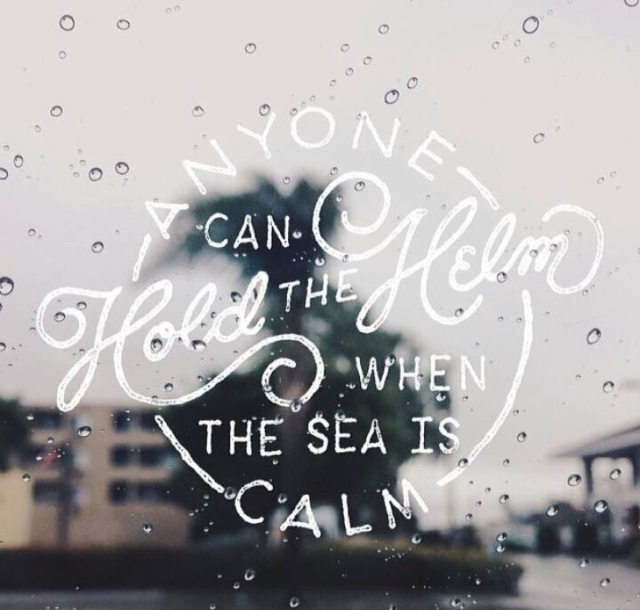 ANYONE
CAN
Hold THE Helm
WHEN
THE SEA IS
CALM